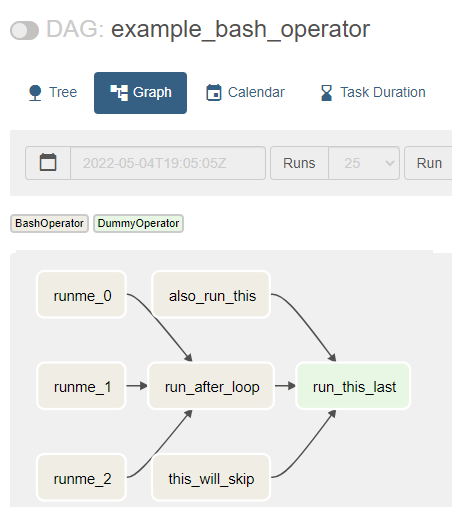 DAG: example_bash_operator
Tree Graph Calendar Task Duration
2022-05-04T19:05:05Z Runs 25 Run
BashOperator DummyOperator
runme_0 also_run_this
runme_1 run_after_loop run_this_last
runme_2 this_will_skip